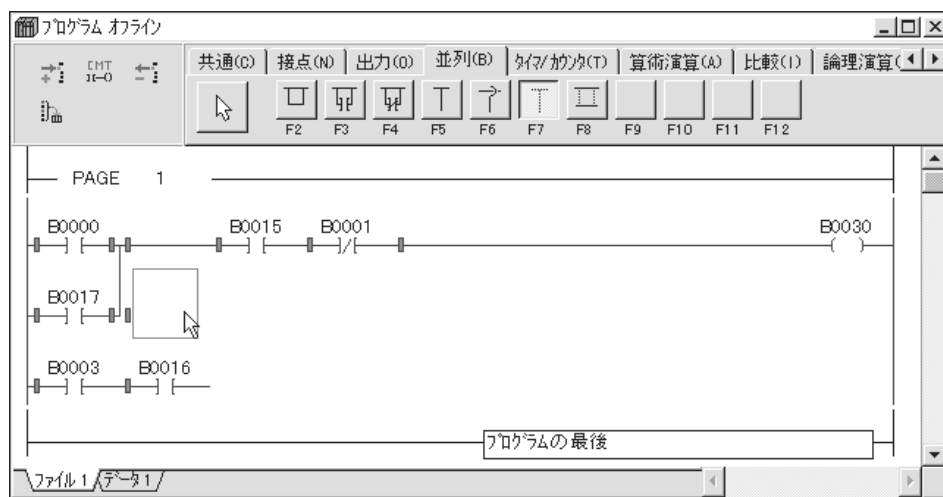 プログラム オフライン
共通(C) 接点(N) 出力(O) 並列(B) タイマ/カウンタ(T) 算術演算(A) 比較(I) 論理演算(
CMT
F2 F3 F4 F5 F6 F7 F8 F9 F10 F11 F12
PAGE 1
B0000 B0015 B0001 B0030
B0017
B0003 B0016
プログラムの最後
ファイル 1 データ 1